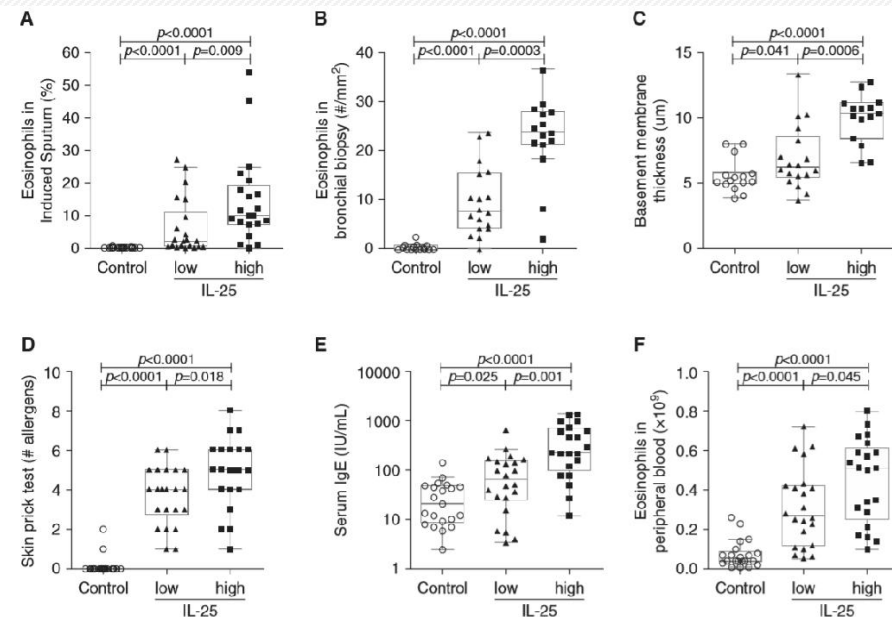 A
p<0.0001
p<0.0001 p=0.009
Eosinophils in
Induced Sputum (%)
60
50
40
30
20
10
0
Control low high
IL-25
B
p<0.0001
p<0.0001 p=0.0003
Eosinophils in
bronchial biopsy (#/mm2)
40
30
20
10
0
Control low high
IL-25
C
p<0.0001
p=0.041 p=0.0006
Basement membrane
thickness (um)
15
10
5
0
Control low high
IL-25
D
p<0.0001
p<0.0001 p=0.018
Skin prick test (# allergens)
10
8
6
4
2
0
Control low high
IL-25
E
p<0.0001
p=0.025 p=0.001
Serum IgE (IU/mL)
10000
1000
100
10
1
Control low high
IL-25
F
p<0.0001
p<0.0001 p=0.045
Eosinophils in
peripheral blood (×10⁹)
1.0
0.8
0.6
0.4
0.2
0.0
Control low high
IL-25